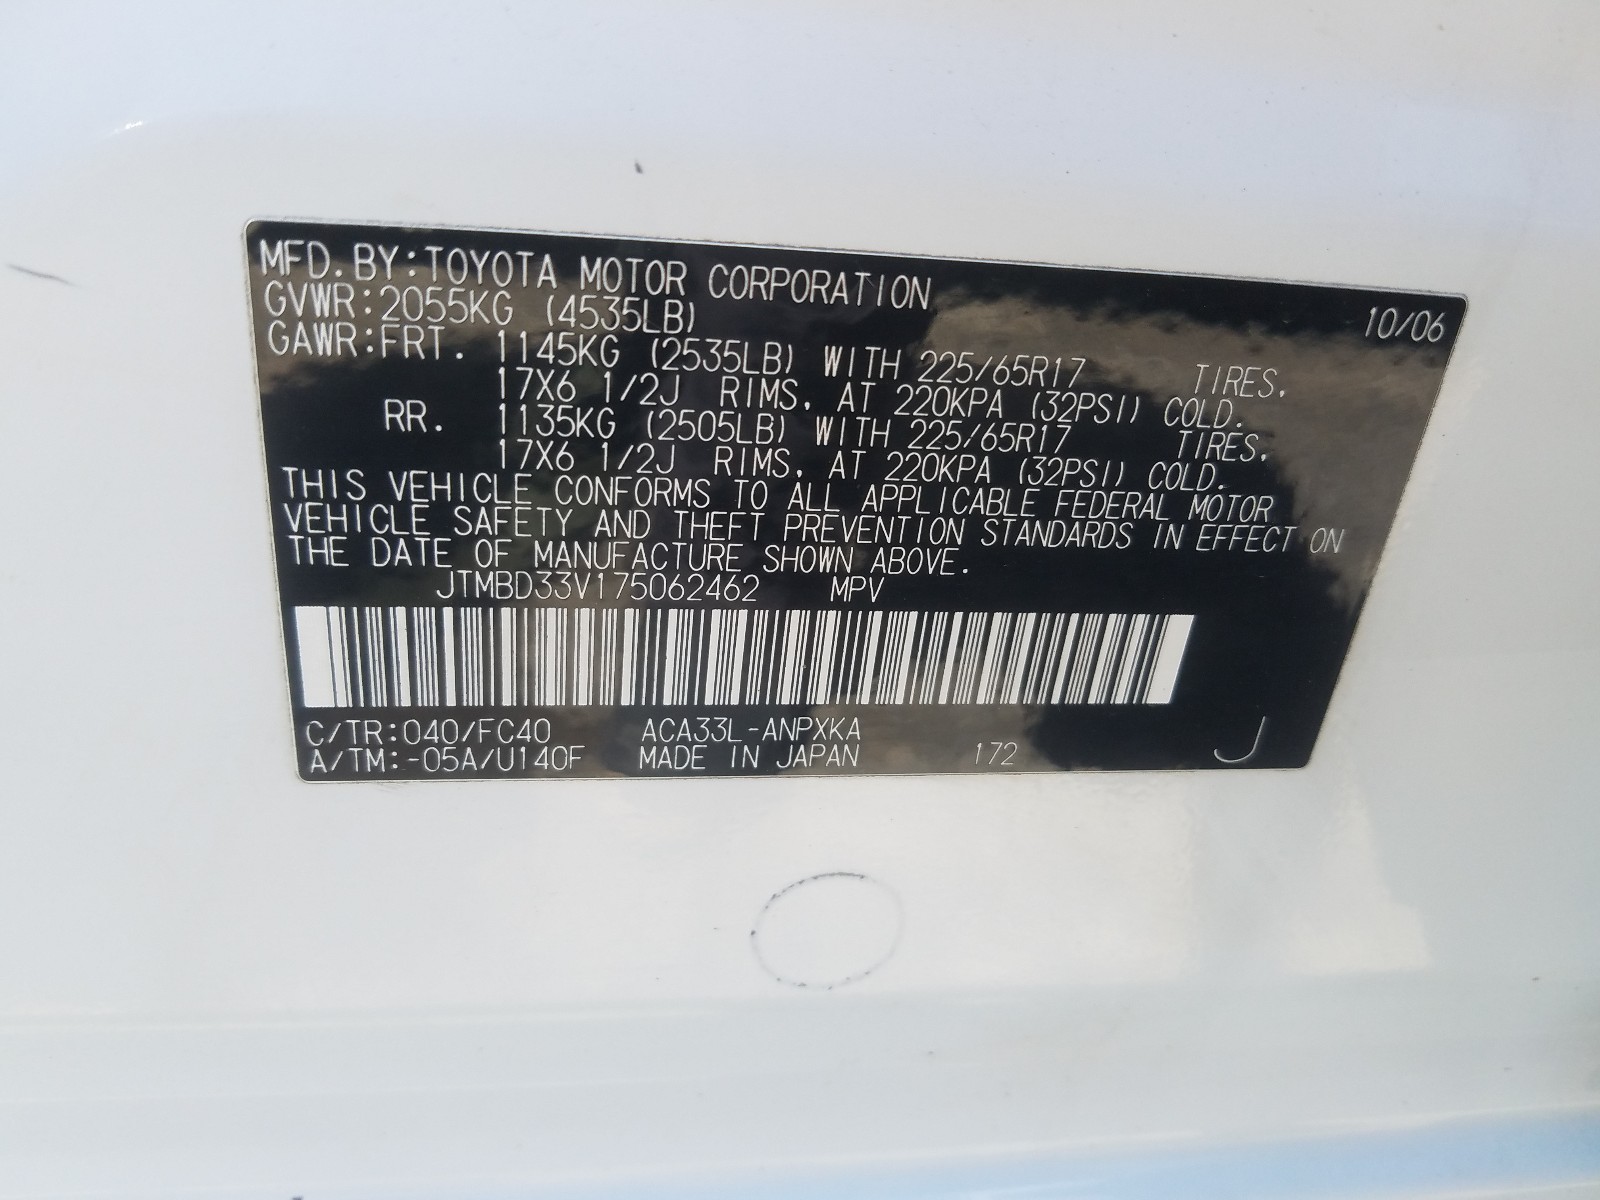 MFD. BY:TOYOTA MOTOR CORPORATION 10/06
GVWR:2055KG (4535LB)
GAWR:FRT. 1145KG (2535LB) WITH 225/65R17 TIRES,
17X6 1/2J RIMS, AT 220KPA (32PSI) COLD.
RR. 1135KG (2505LB) WITH 225/65R17 TIRES,
17X6 1/2J RIMS, AT 220KPA (32PSI) COLD.
THIS VEHICLE CONFORMS TO ALL APPLICABLE FEDERAL MOTOR
VEHICLE SAFETY AND THEFT PREVENTION STANDARDS IN EFFECT ON
THE DATE OF MANUFACTURE SHOWN ABOVE.
JTMBD33V175062462 MPV
C/TR:040/FC40 ACA33L-ANPXKA
A/TM:-05A/U140F MADE IN JAPAN 172 J